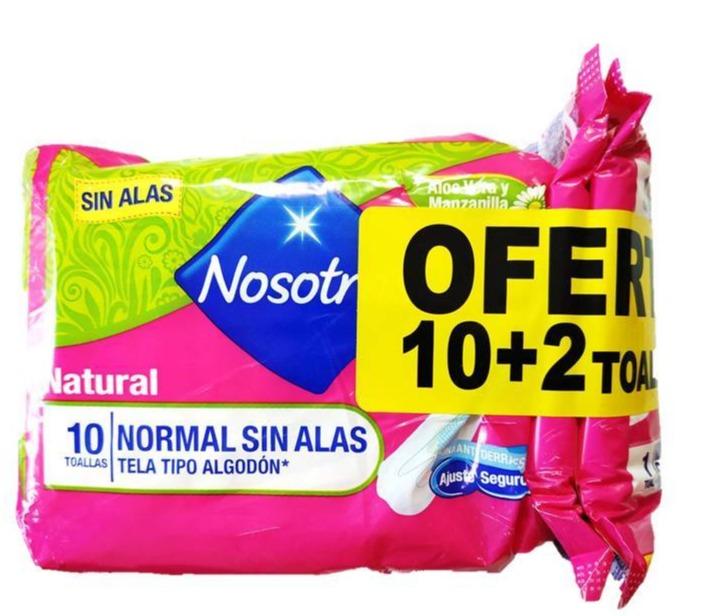 SIN ALAS
Aloe Vera y
Manzanilla
Nosotr
OFERT
10+2 TOAL
Natural
10
TOALLAS
NORMAL SIN ALAS
TELA TIPO ALGODÓN*
Ajuste Seguro